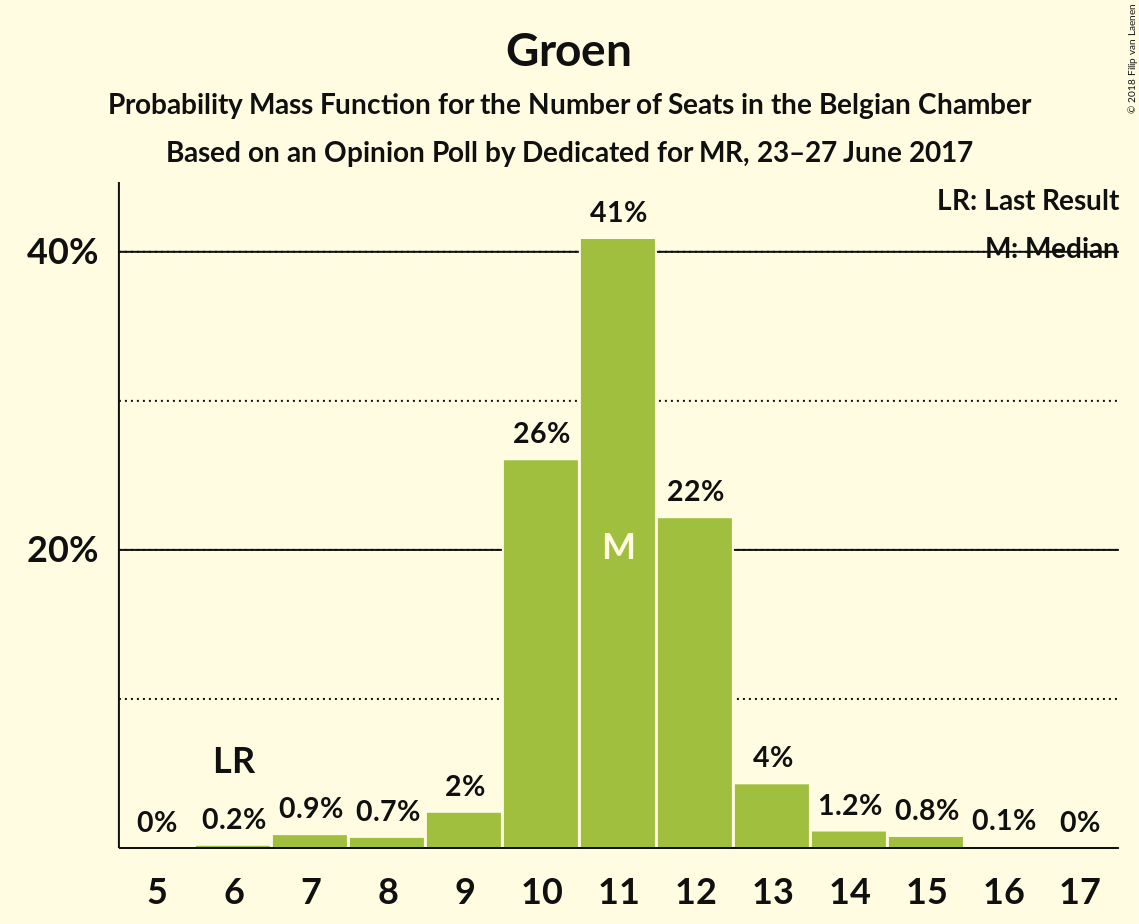 Groen
Probability Mass Function for the Number of Seats in the Belgian Chamber
Based on an Opinion Poll by Dedicated for MR, 23–27 June 2017
© 2018 Filip van Laenen
LR: Last Result
M: Median
40%
20%
0%
LR
0.2%
0.9%
0.7%
2%
26%
41%
M
22%
4%
1.2%
0.8%
0.1%
0%
5 6 7 8 9 10 11 12 13 14 15 16 17